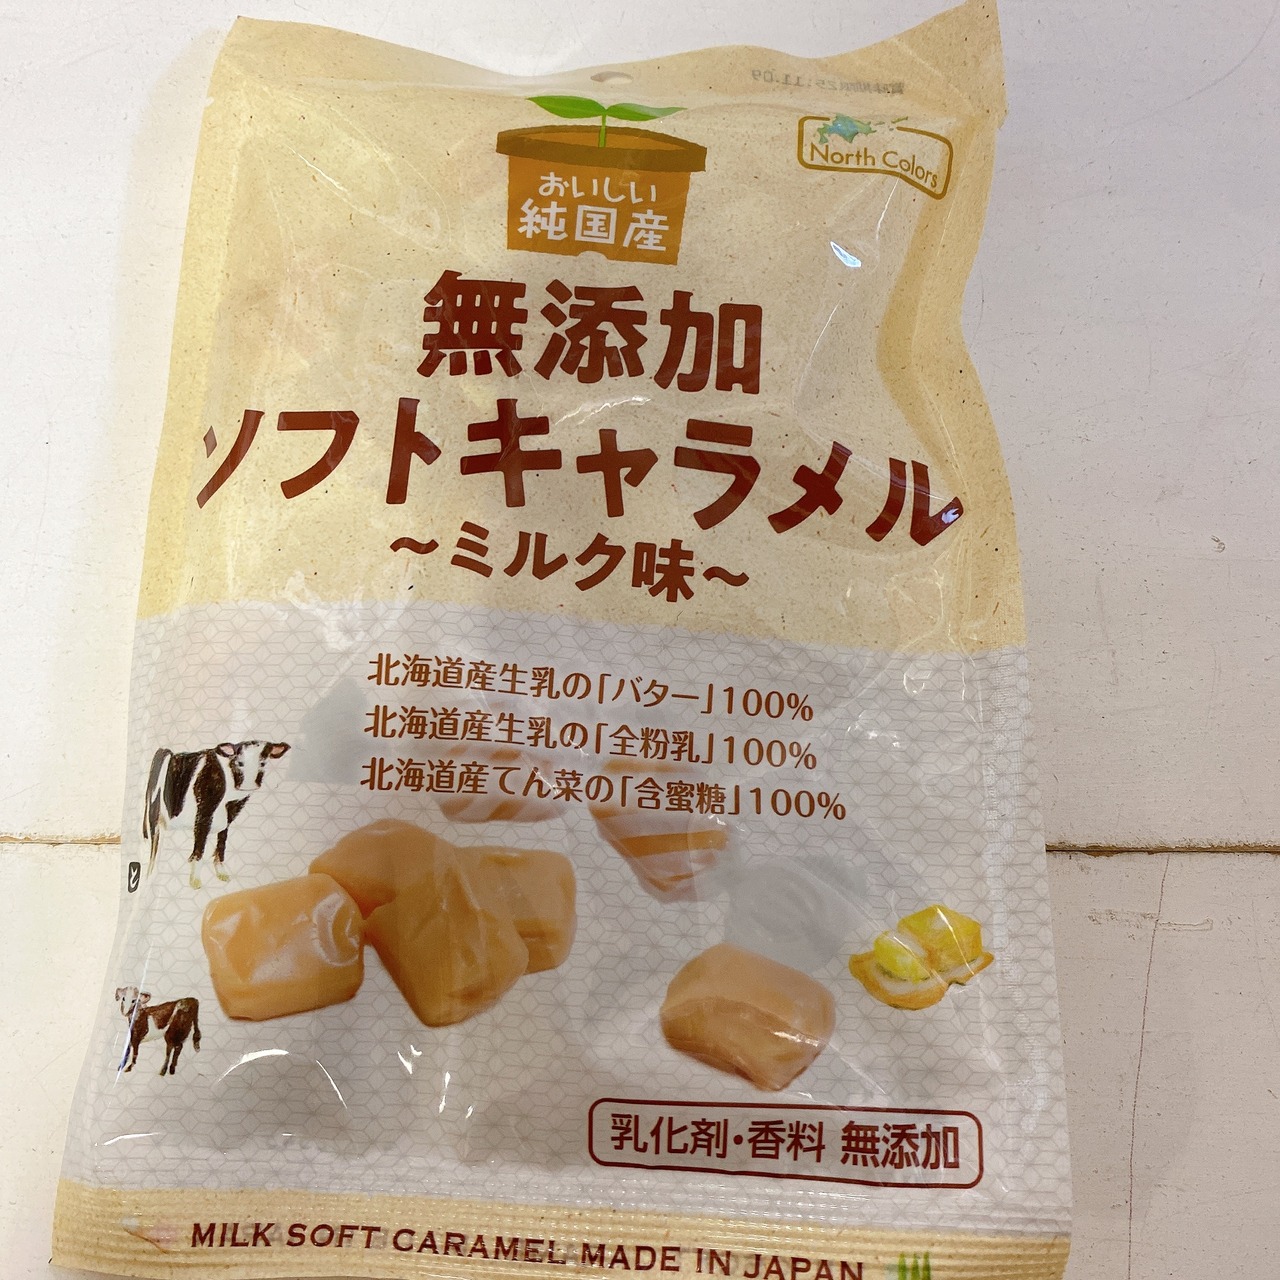 North Colors
おいしい
純国産
無添加
ソフトキャラメル
～ミルク味～
北海道産生乳の「バター」100%
北海道産生乳の「全粉乳」100%
北海道産てん菜の「含蜜糖」100%
と
乳化剤・香料 無添加
MILK SOFT CARAMEL MADE IN JAPAN